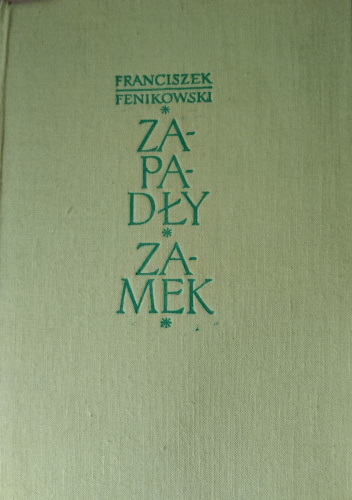 FRANCISZEK
FENIKOWSKI
*
ZA-
PA-
DŁY
*
ZA-
MEK
*